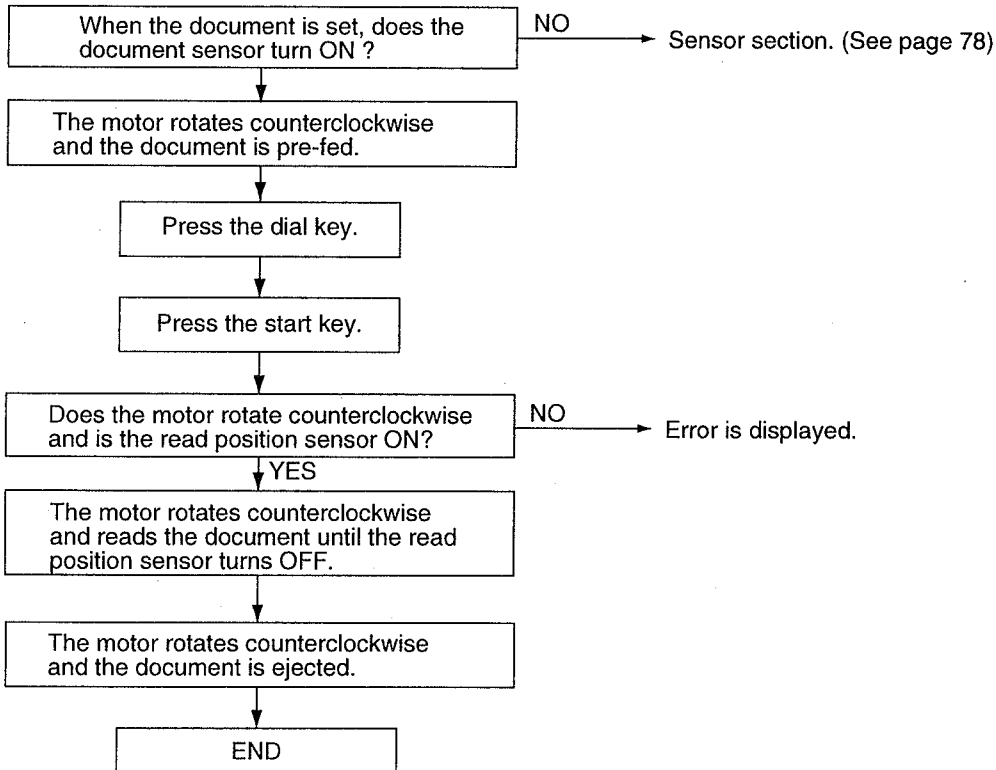 When the document is set, does the
document sensor turn ON ?
NO
Sensor section. (See page 78)
The motor rotates counterclockwise
and the document is pre-fed.
Press the dial key.
Press the start key.
Does the motor rotate counterclockwise
and is the read position sensor ON?
NO
Error is displayed.
YES
The motor rotates counterclockwise
and reads the document until the read
position sensor turns OFF.
The motor rotates counterclockwise
and the document is ejected.
END